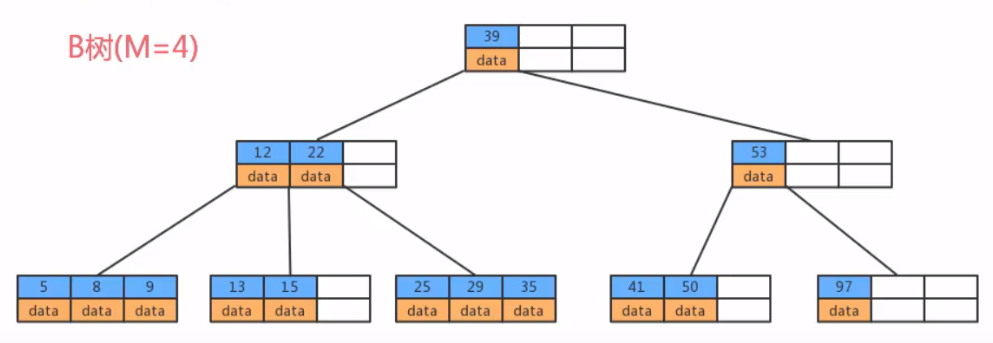 B树(M=4)
39
data
12 22
data data
53
data
5 8 9
data data data
13 15
data data
25 29 35
data data data
41 50
data data
97
data